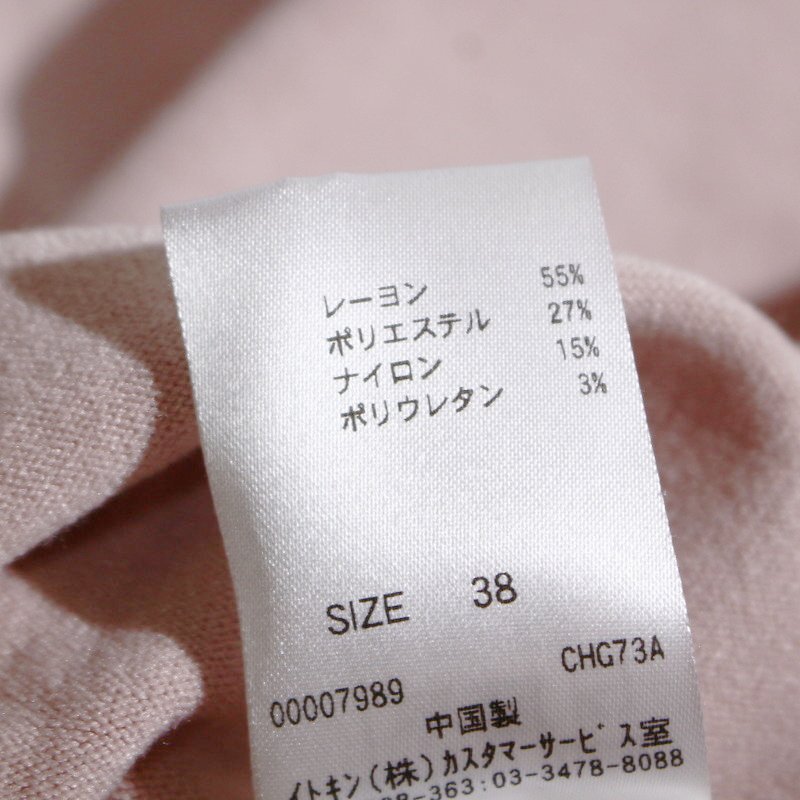 レーヨン 55%
ポリエステル 27%
ナイロン 15%
ポリウレタン 3%
SIZE 38
CHG73A
00007989
中国製
イトキン(株)カスタマーサービス室
-363:03-3478-8088